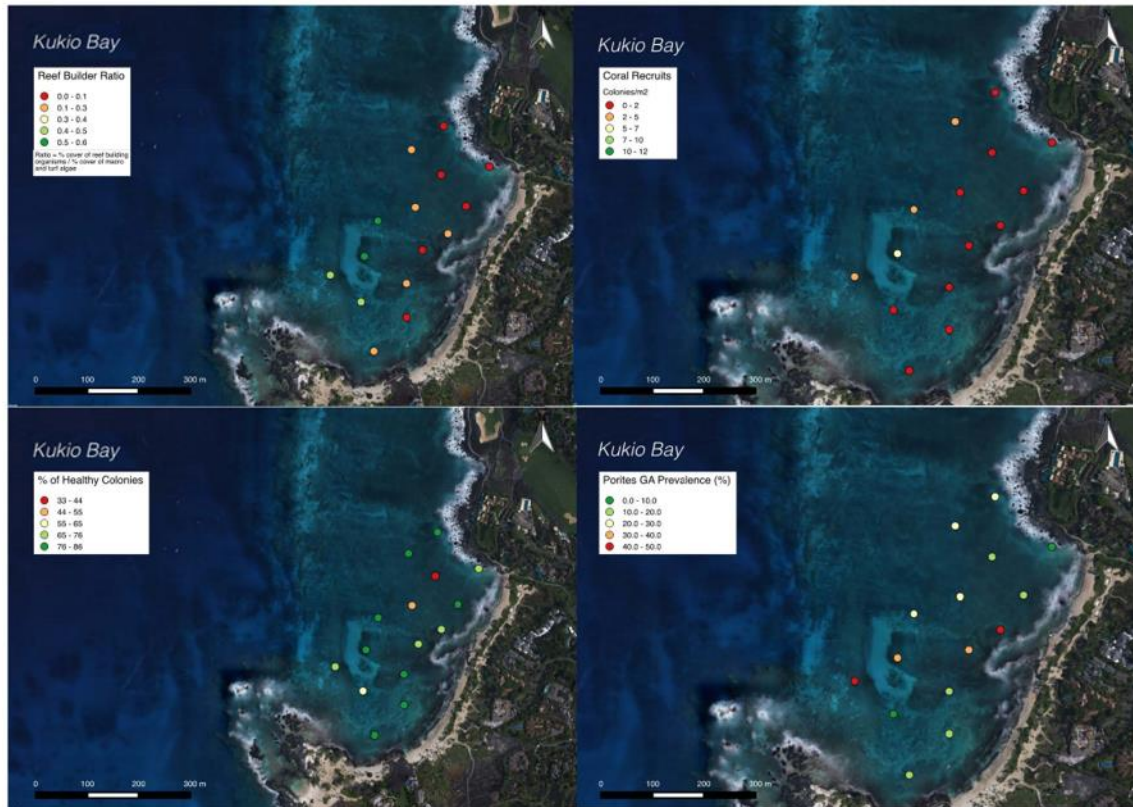 Kukio Bay
Reef Builder Ratio
0.0 - 0.1
0.1 - 0.3
0.3 - 0.4
0.4 - 0.5
0.5 - 0.6
Ratio = % cover of reef building
organisms / % cover of macro
and turf algae
0 100 200 300 m
Kukio Bay
Coral Recruits
Colonies/m2
0 - 2
2 - 5
5 - 7
7 - 10
10 - 12
0 100 200 300 m
Kukio Bay
% of Healthy Colonies
33 - 44
44 - 55
55 - 65
65 - 76
76 - 86
0 100 200 300 m
Kukio Bay
Porites GA Prevalence (%)
0.0 - 10.0
10.0 - 20.0
20.0 - 30.0
30.0 - 40.0
40.0 - 50.0
0 100 200 300 m